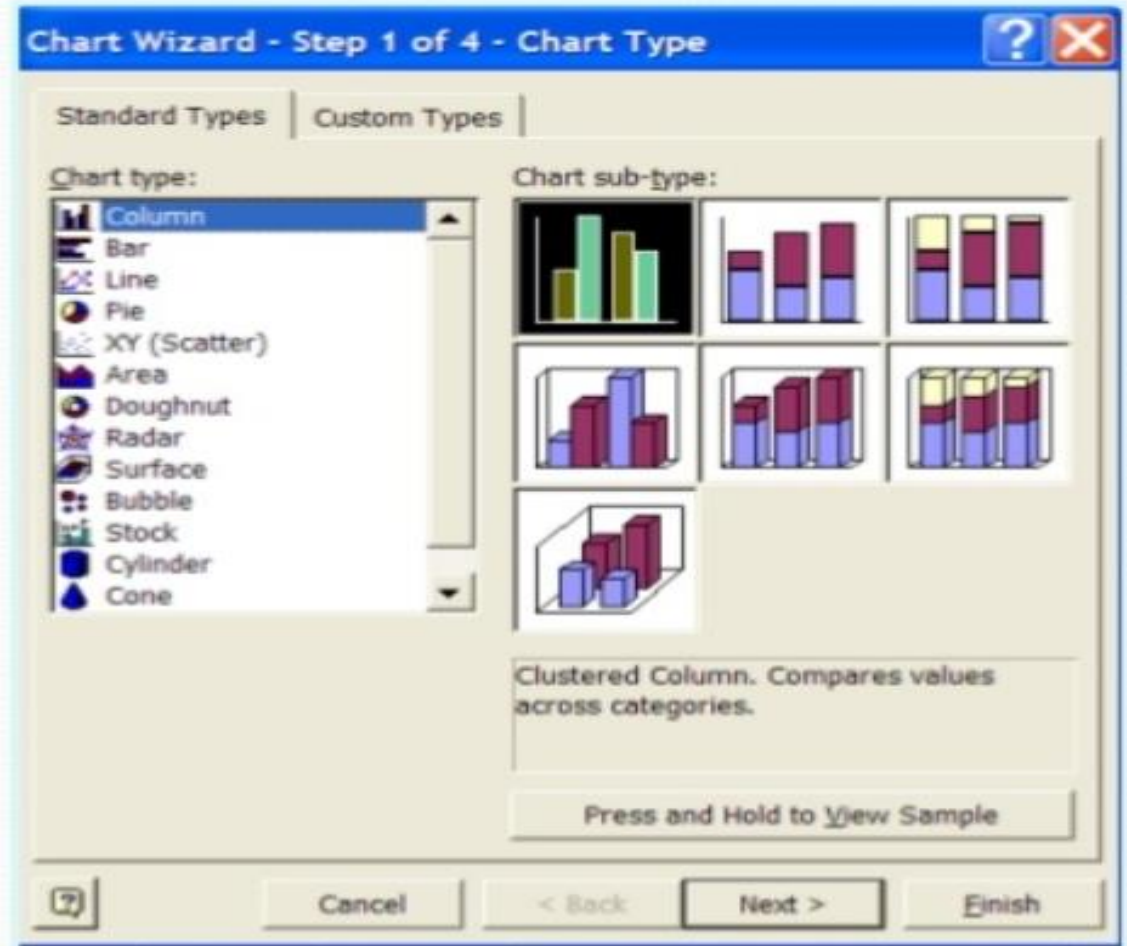 Chart Wizard - Step 1 of 4 - Chart Type
Standard Types
Custom Types
Chart type:
Column
Bar
Line
Pie
XY (Scatter)
Area
Doughnut
Radar
Surface
Bubble
Stock
Cylinder
Cone
Chart sub-type:
Clustered Column. Compares values
across categories.
Press and Hold to View Sample
Cancel
< Back
Next >
Finish